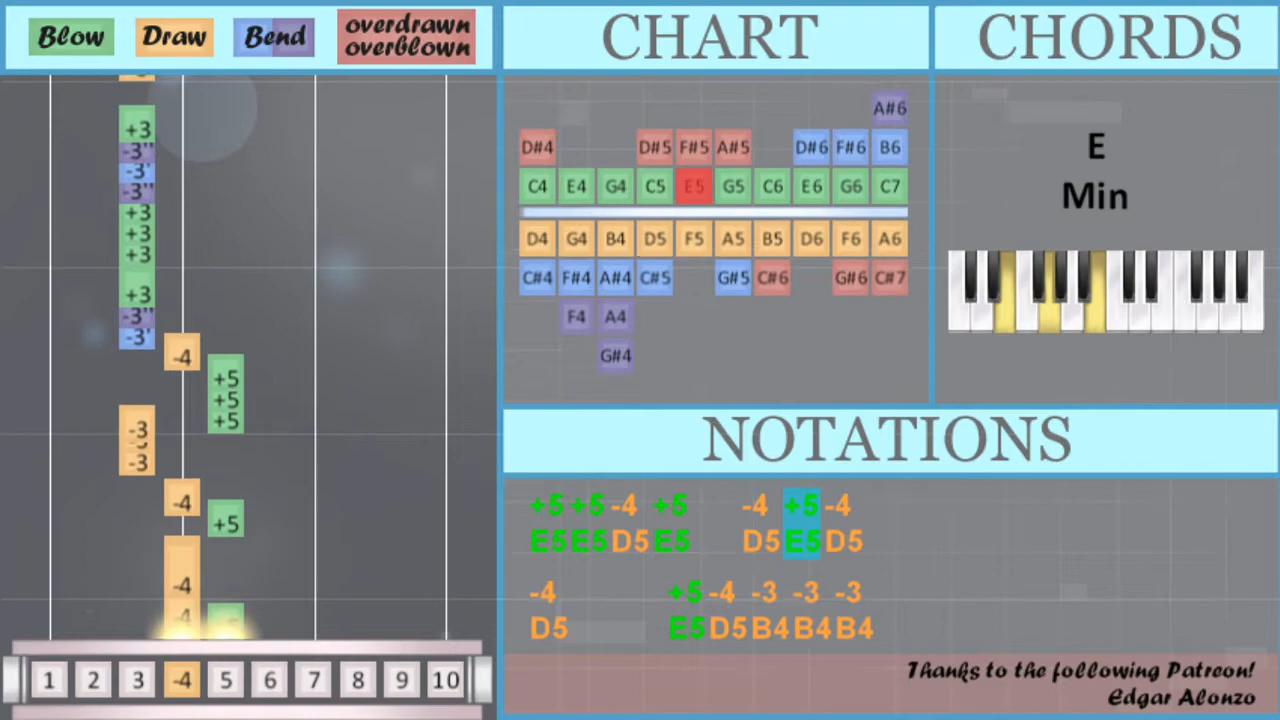 Blow Draw Bend overdrawn
overblown
CHART
CHORDS
+3
-3''
-3'
-3''
+3
+3
+3
+3
-3''
-3'
-4
+5
+5
+5
-3
-3
-4
+5
-4
-4
1 2 3 -4 5 6 7 8 9 10
A#6
D#4 D#5 F#5 A#5 D#6 F#6 B6
C4 E4 G4 C5 E5 G5 C6 E6 G6 C7
D4 G4 B4 D5 F5 A5 B5 D6 F6 A6
C#4 F#4 A#4 C#5 G#5 C#6 G#6 C#7
F4 A4
G#4
E
Min
NOTATIONS
+5 +5 -4 +5 -4 +5 -4
E5 E5 D5 E5 D5 E5 D5
-4 +5 -4 -3 -3 -3
D5 E5 D5 B4 B4 B4
Thanks to the following Patreon!
Edgar Alonzo